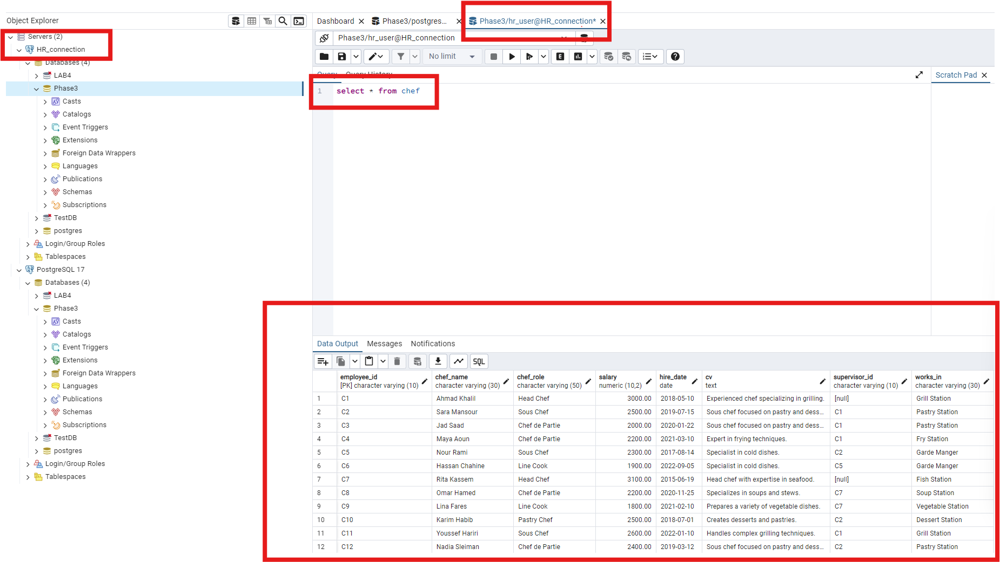 Object Explorer
Servers (2)
HR_connection
Databases (4)
LAB4
Phase3
Casts
Catalogs
Event Triggers
Extensions
Foreign Data Wrappers
Languages
Publications
Schemas
Subscriptions
TestDB
postgres
Login/Group Roles
Tablespaces
PostgreSQL 17
Databases (4)
LAB4
Phase3
Casts
Catalogs
Event Triggers
Extensions
Foreign Data Wrappers
Languages
Publications
Schemas
Subscriptions
TestDB
postgres
Login/Group Roles
Tablespaces
Dashboard Phase3/postgres... Phase3/hr_user@HR_connection*
Phase3/hr_user@HR_connection
No limit E
Query Query History Scratch Pad
1 select * from chef
Data Output Messages Notifications
SQL
employee_id chef_name chef_role salary hire_date cv supervisor_id works_in
[PK] character varying (10) character varying (30) character varying (50) numeric (10,2) date text character varying (10) character varying (30)
1 C1 Ahmad Khalil Head Chef 3000.00 2018-05-10 Experienced chef specializing in grilling. [null] Grill Station
2 C2 Sara Mansour Sous Chef 2500.00 2019-07-15 Sous chef focused on pastry and dess... C1 Pastry Station
3 C3 Jad Saad Chef de Partie 2000.00 2020-01-22 Sous chef focused on pastry and dess... C1 Pastry Station
4 C4 Maya Aoun Chef de Partie 2200.00 2021-03-10 Expert in frying techniques. C1 Fry Station
5 C5 Nour Rami Sous Chef 2300.00 2017-08-14 Specialist in cold dishes. C2 Garde Manger
6 C6 Hassan Chahine Line Cook 1900.00 2022-09-05 Specialist in cold dishes. C5 Garde Manger
7 C7 Rita Kassem Head Chef 3100.00 2015-06-19 Head chef with expertise in seafood. [null] Fish Station
8 C8 Omar Hamed Chef de Partie 2200.00 2020-11-25 Specializes in soups and stews. C7 Soup Station
9 C9 Lina Fares Line Cook 1800.00 2021-02-10 Prepares a variety of vegetable dishes. C7 Vegetable Station
10 C10 Karim Habib Pastry Chef 2500.00 2018-07-01 Creates desserts and pastries. C2 Dessert Station
11 C11 Youssef Hariri Sous Chef 2600.00 2022-01-10 Handles complex grilling techniques. C1 Grill Station
12 C12 Nadia Sleiman Chef de Partie 2400.00 2019-03-12 Sous chef focused on pastry and dess... C2 Pastry Station